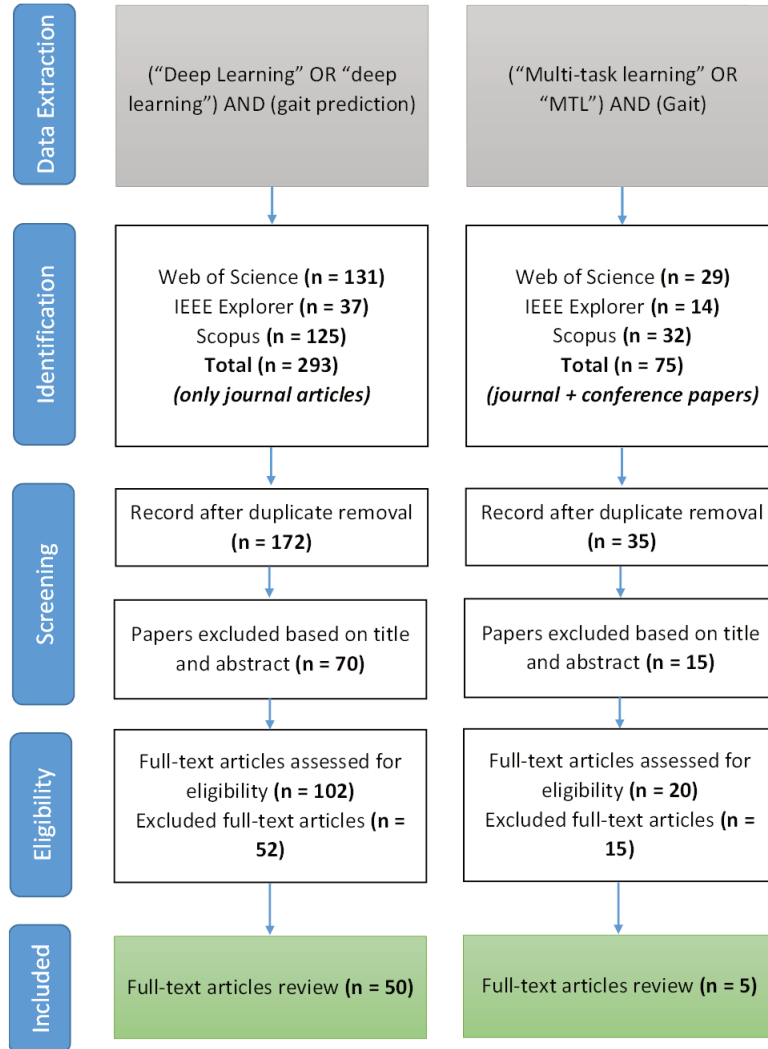 Data Extraction
(“Deep Learning” OR “deep
learning”) AND (gait prediction)
(“Multi-task learning” OR
“MTL”) AND (Gait)
Identification
Web of Science (n = 131)
IEEE Explorer (n = 37)
Scopus (n = 125)
Total (n = 293)
(only journal articles)
Web of Science (n = 29)
IEEE Explorer (n = 14)
Scopus (n = 32)
Total (n = 75)
(journal + conference papers)
Screening
Record after duplicate removal
(n = 172)
Record after duplicate removal
(n = 35)
Papers excluded based on title
and abstract (n = 70)
Papers excluded based on title
and abstract (n = 15)
Eligibility
Full-text articles assessed for
eligibility (n = 102)
Excluded full-text articles (n =
52)
Full-text articles assessed for
eligibility (n = 20)
Excluded full-text articles (n =
15)
Included
Full-text articles review (n = 50)
Full-text articles review (n = 5)